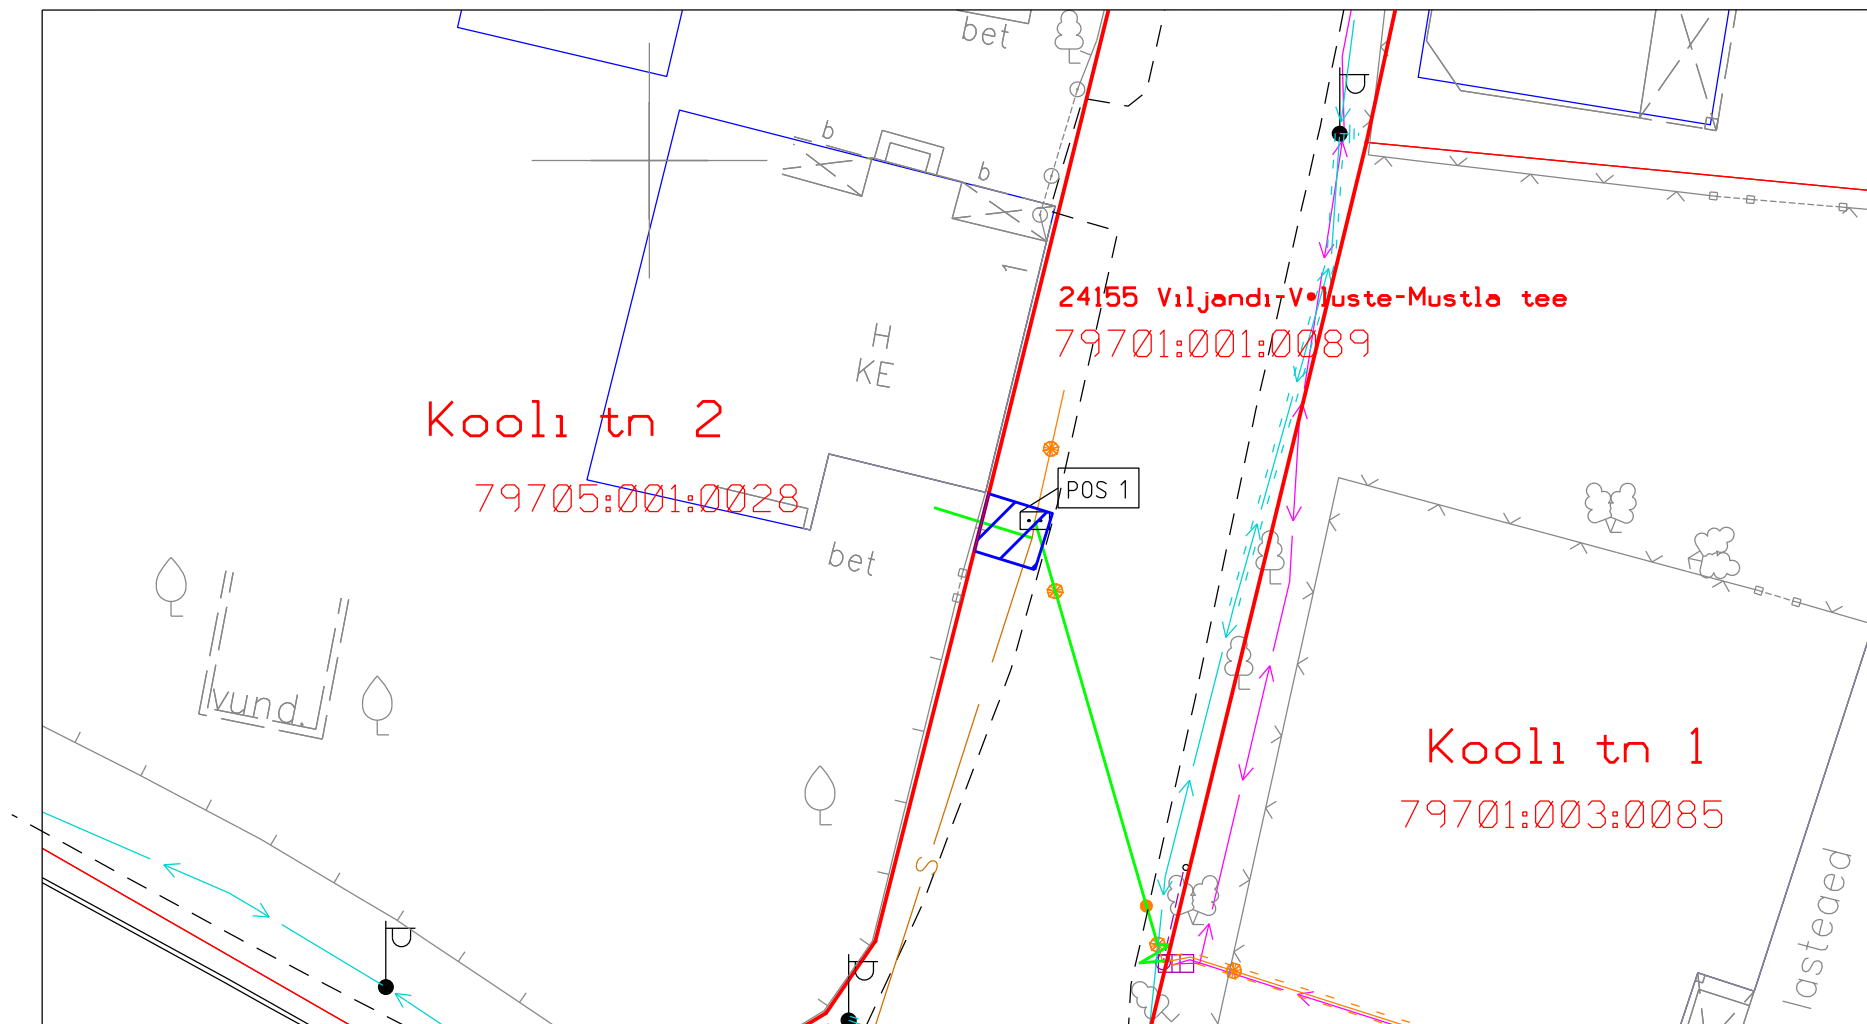 bet
b
b
1
24155 Viljandi-V•luste-Mustla tee
79701:001:0089
H
KE
Kooli tn 2
79705:001:0028
POS 1
bet
vund.
Kooli tn 1
79701:003:0085
S
lasteaed